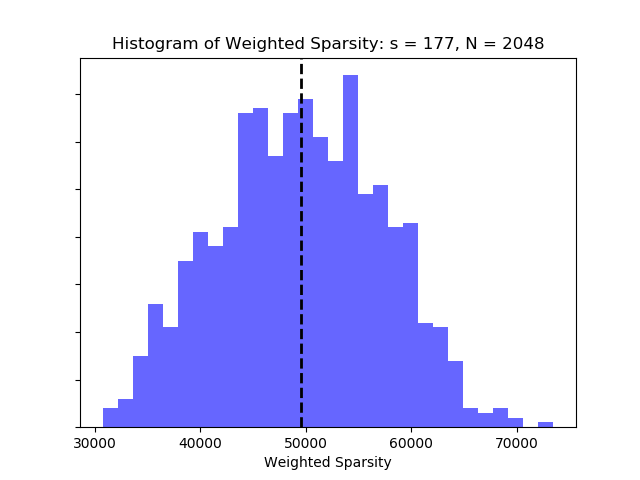 Histogram of Weighted Sparsity: s = 177, N = 2048
30000 40000 50000 60000 70000
Weighted Sparsity